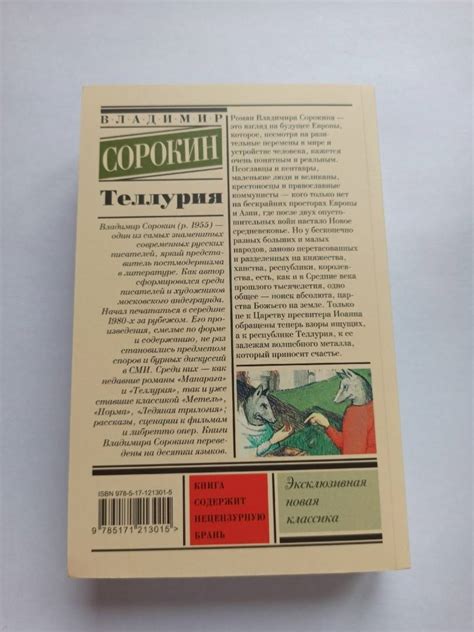 ВЛАДИМИР
СОРОКИН
Теллурия
Владимир Сорокин (р. 1955) —
один из самых знаменитых
современных русских
писателей, яркий предста-
витель постмодернизма
в литературе. Как автор
сформировался среди
писателей и художников
московского андеграунда.
Начал печататься в середине
1980-х за рубежом. Его про-
изведения, смелые по форме
и содержанию, не раз
становились предметом
споров и бурных дискуссий
в СМИ. Среди них — как
недавние романы «Манарага»
и «Теллурия», так и уже
ставшие классикой «Метель»,
«Норма», «Ледяная трилогия»;
рассказы, сценарии к фильмам
и либретто опер. Книги
Владимира Сорокина переве-
дены на десятки языков.
Роман Владимира Сорокина —
это взгляд на будущее Европы,
которое, несмотря на рази-
тельные перемены в мире и
устройстве человека, кажется
очень понятным и реальным.
Псоглавцы и кентавры,
маленькие люди и великаны,
крестоносцы и православные
коммунисты — кого только нет
на бескрайних просторах Европы
и Азии, где после двух опусто-
шительных войн настало Новое
средневековье. Но у бесконечно
разных больших и малых
народов, заново перетасованных
и разделенных на княжества,
ханства, республики, королев-
ства, есть, как и в Средние века
прошлого тысячелетия, одно
общее — поиск абсолюта, царства
Божьего на земле. Только
не к Царству пресвитера Иоанна
обращены теперь взоры ищущих,
а к республике Теллурия, к ее
залежам волшебного металла,
который приносит счастье.
ISBN 978-5-17-121301-5
9 785171 213015
КНИГА
СОДЕРЖИТ
НЕЦЕНЗУРНУЮ
БРАНЬ
Эксклюзивная
новая
классика